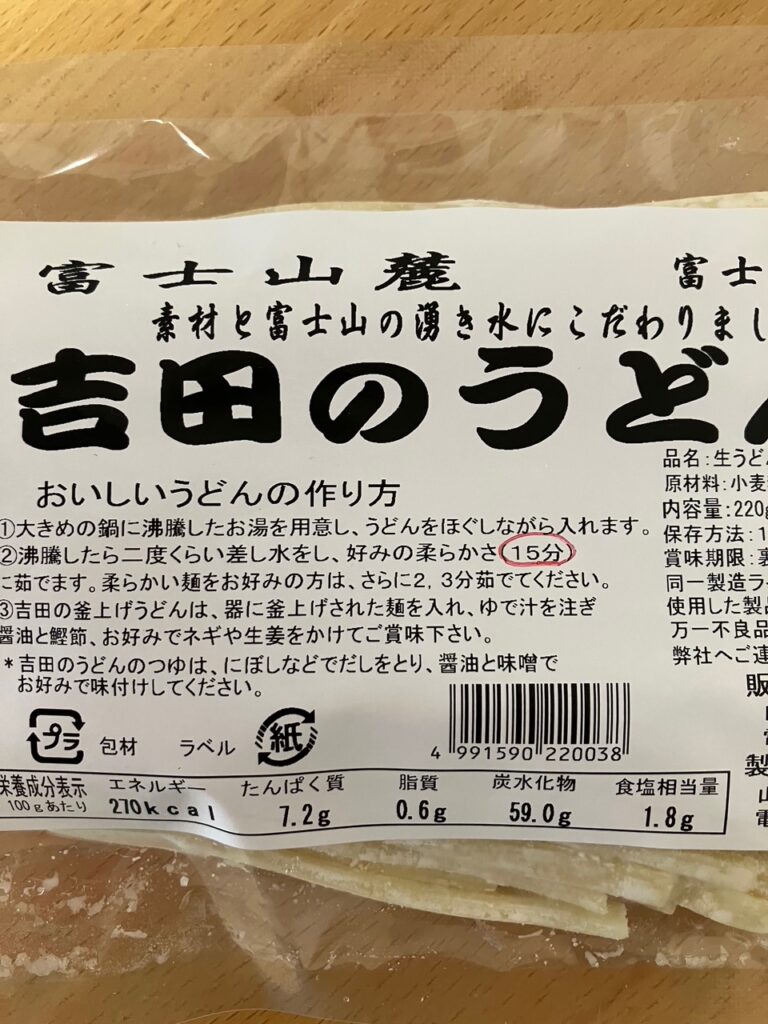 富士山麓
富士
素材と富士山の湧き水にこだわりまし
吉田のうどん
おいしいうどんの作り方
①大きめの鍋に沸騰したお湯を用意し、うどんをほぐしながら入れます。
②沸騰したら二度くらい差し水をし、好みの柔らかさ(15分)
に茹でます。柔らかい麺をお好みの方は、さらに2,3分茹でてください。
③吉田の釜上げうどんは、器に釜上げされた麺を入れ、ゆで汁を注ぎ
醤油と鰹節、お好みでネギや生姜をかけてご賞味下さい。
*吉田のうどんのつゆは、にぼしなどでだしをとり、醤油と味噌で
お好みで味付けしてください。
プラ 包材 ラベル 紙
4 991590 220038
栄養成分表示 エネルギー たんぱく質 脂質 炭水化物 食塩相当量
100gあたり 270kcal 7.2g 0.6g 59.0g 1.8g
品名:生うど
原材料:小麦
内容量:220g
保存方法:1
賞味期限:裏
同一製造ラ
使用した製品
万一不良品
弊社へご連
販
製
山
電